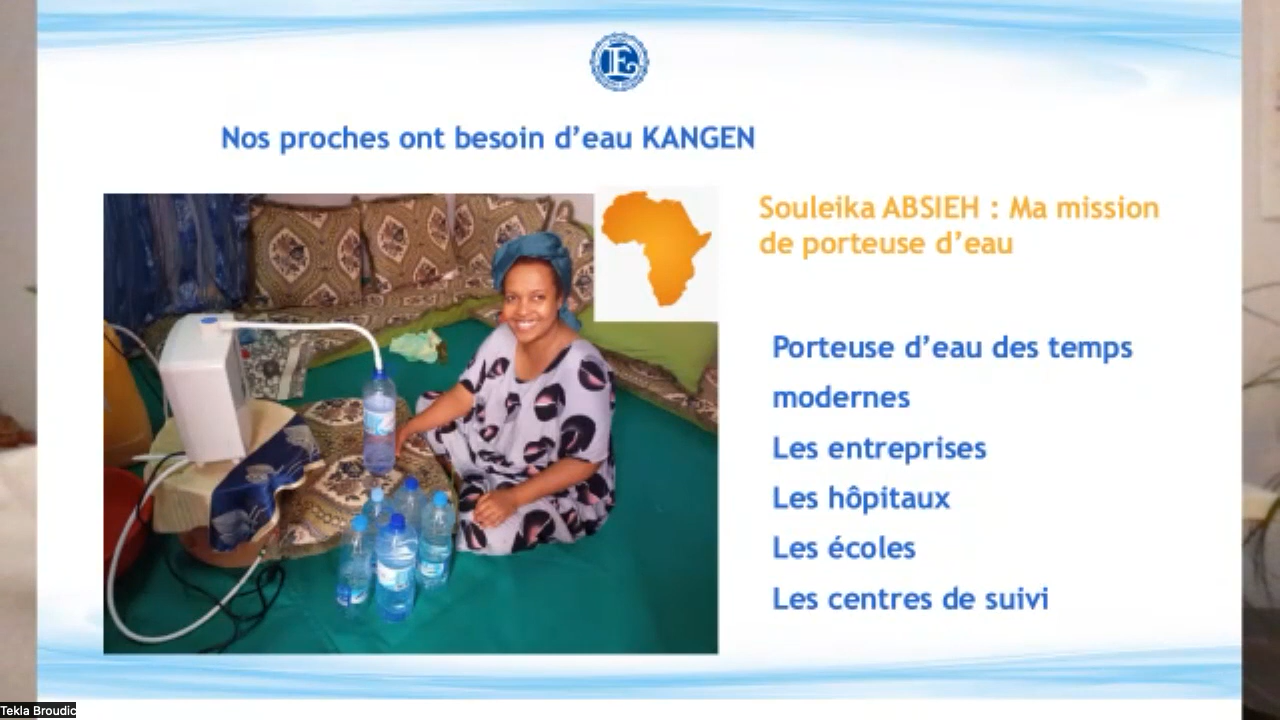 E
Nos proches ont besoin d'eau KANGEN
Souleika ABSIEH : Ma mission
de porteuse d'eau
Porteuse d'eau des temps
modernes
Les entreprises
Les hôpitaux
Les écoles
Les centres de suivi
Tekla Broudic